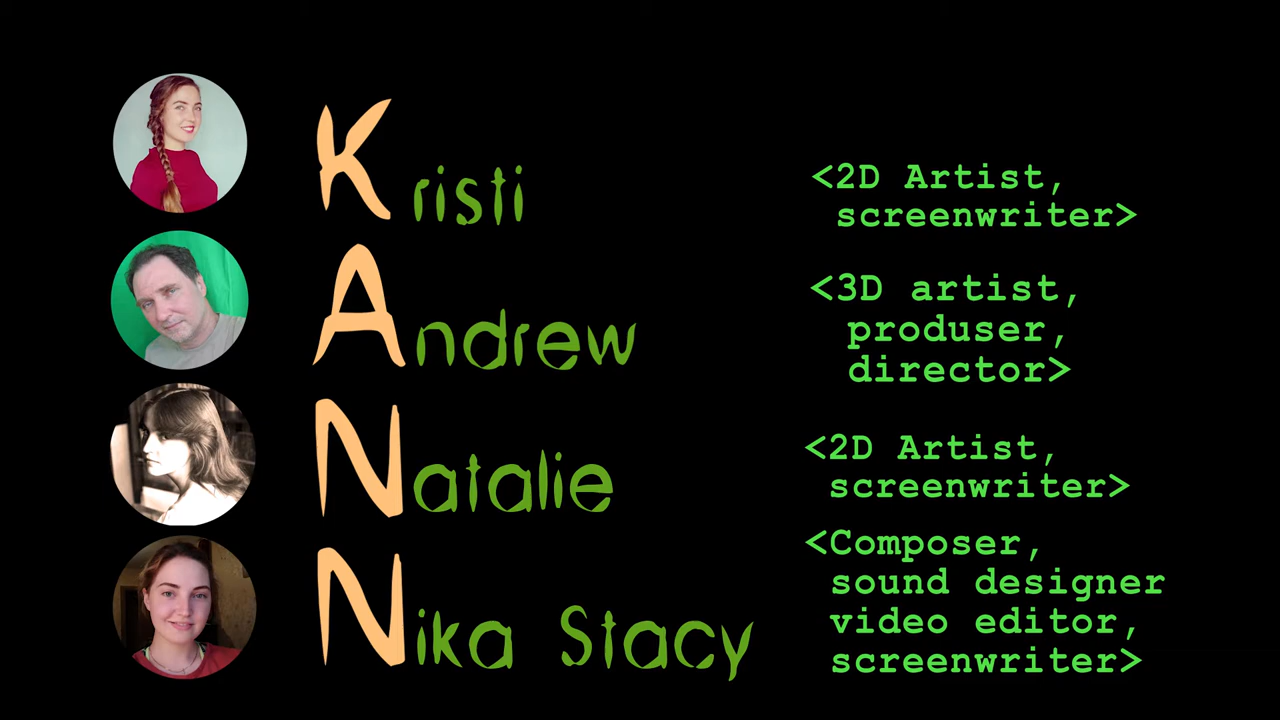 Kristi
<2D Artist,
screenwriter>
Andrew
<3D artist,
produser,
director>
Natalie
<2D Artist,
screenwriter>
Nika Stacy
<Composer,
sound designer
video editor,
screenwriter>